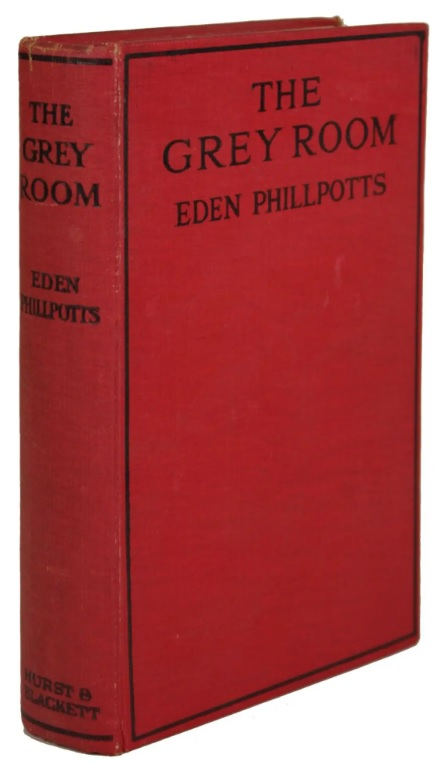 THE
GREY
ROOM
EDEN
PHILLPOTTS
HURST &
BLACKETT
THE
GREY ROOM
EDEN PHILLPOTTS